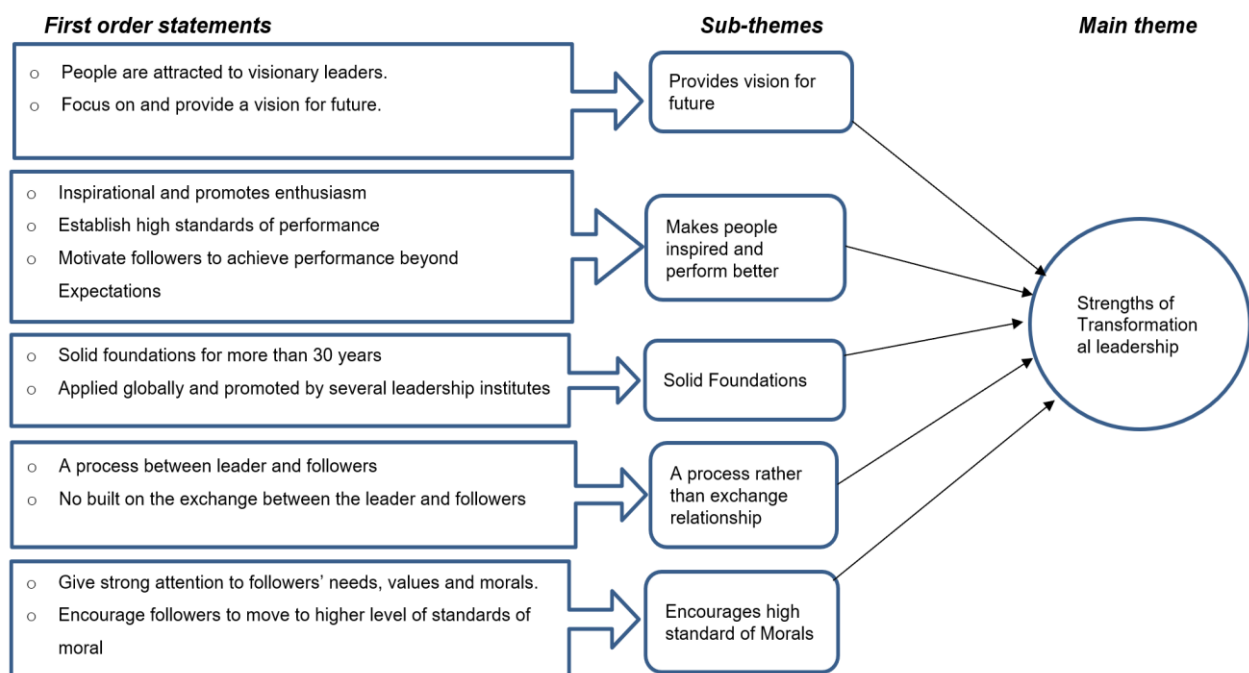 First order statements
Sub-themes
Main theme
o People are attracted to visionary leaders.
o Focus on and provide a vision for future.
Provides vision for
future
o Inspirational and promotes enthusiasm
o Establish high standards of performance
o Motivate followers to achieve performance beyond
Expectations
Makes people
inspired and
perform better
o Solid foundations for more than 30 years
o Applied globally and promoted by several leadership institutes
Solid Foundations
o A process between leader and followers
o No built on the exchange between the leader and followers
A process rather
than exchange
relationship
o Give strong attention to followers’ needs, values and morals.
o Encourage followers to move to higher level of standards of
moral
Encourages high
standard of Morals
Strengths of
Transformation
al leadership